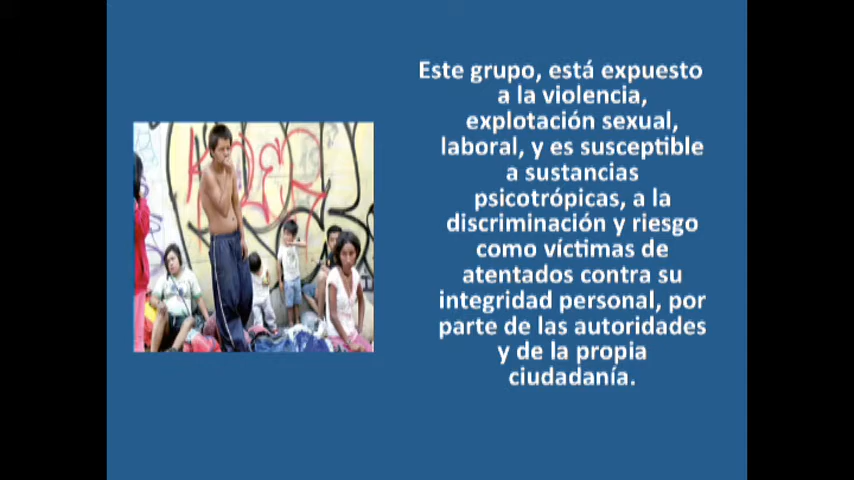 Este grupo, está expuesto
a la violencia,
explotación sexual,
laboral, y es susceptible
a sustancias
psicotrópicas, a la
discriminación y riesgo
como víctimas de
atentados contra su
integridad personal, por
parte de las autoridades
y de la propia
ciudadanía.